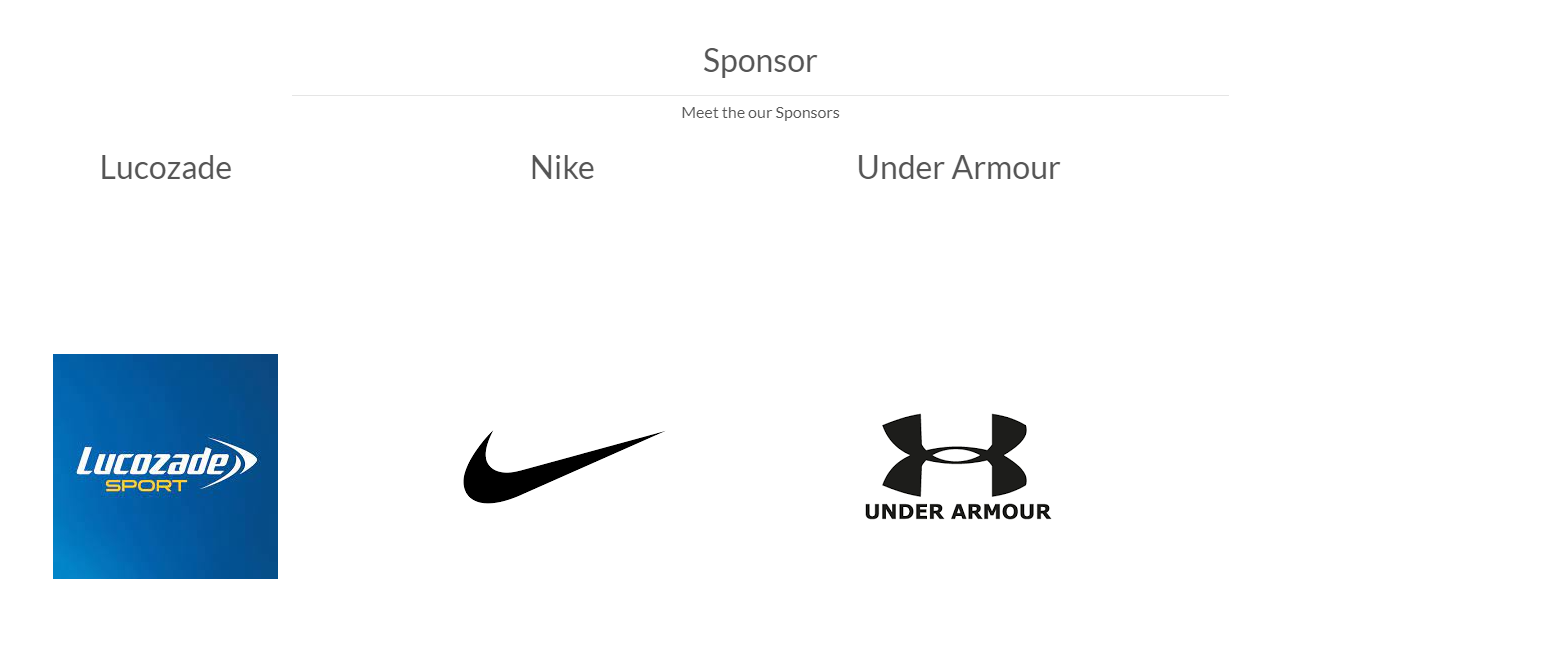 Sponsor
Meet the our Sponsors
Lucozade
Nike
Under Armour
Lucozade
SPORT
UNDER ARMOUR